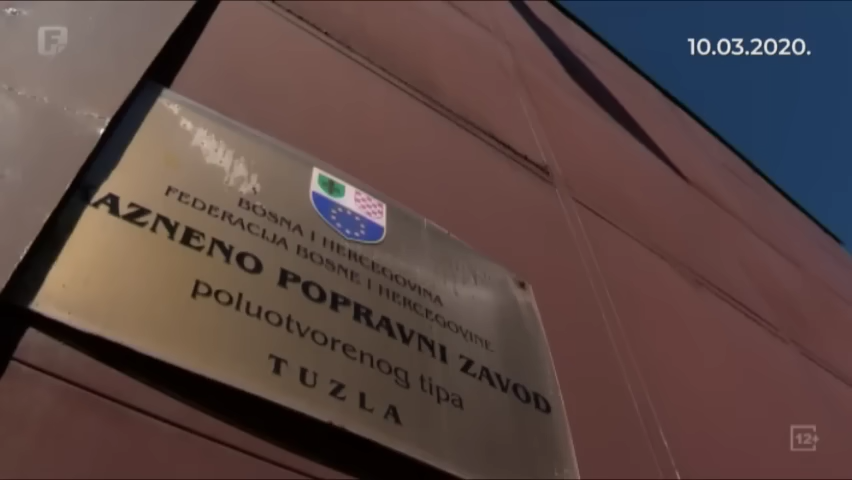 F
10.03.2020.
BOSNA I HERCEGOVINA
FEDERACIJA BOSNE I HERCEGOVINE
AZNENO POPRAVNI ZAVOD
poluotvorenog tipa
TUZLA
12+